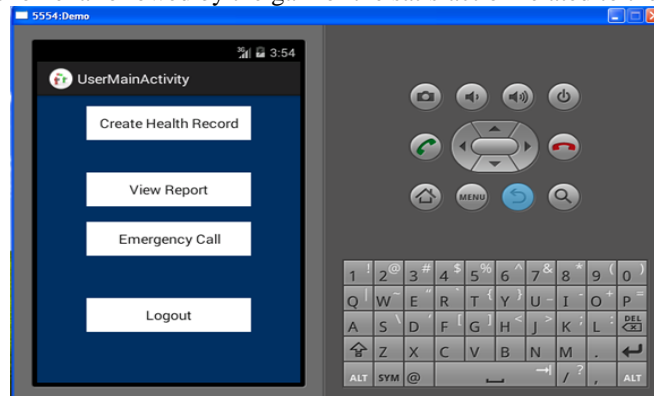 5554:Demo
3G 3:54
UserMainActivity
Create Health Record
View Report
Emergency Call
Logout
MENU
1 ! 2 @ 3 # 4 $ 5 % 6 ^ 7 & 8 * 9 ( 0 )
Q | W ~ E " R ` T { Y } U _ I - O + P =
A S \ D ' F [ G ] H < J > K ; L : DEL
Z X C V B N M .
ALT SYM @ / ? , ALT